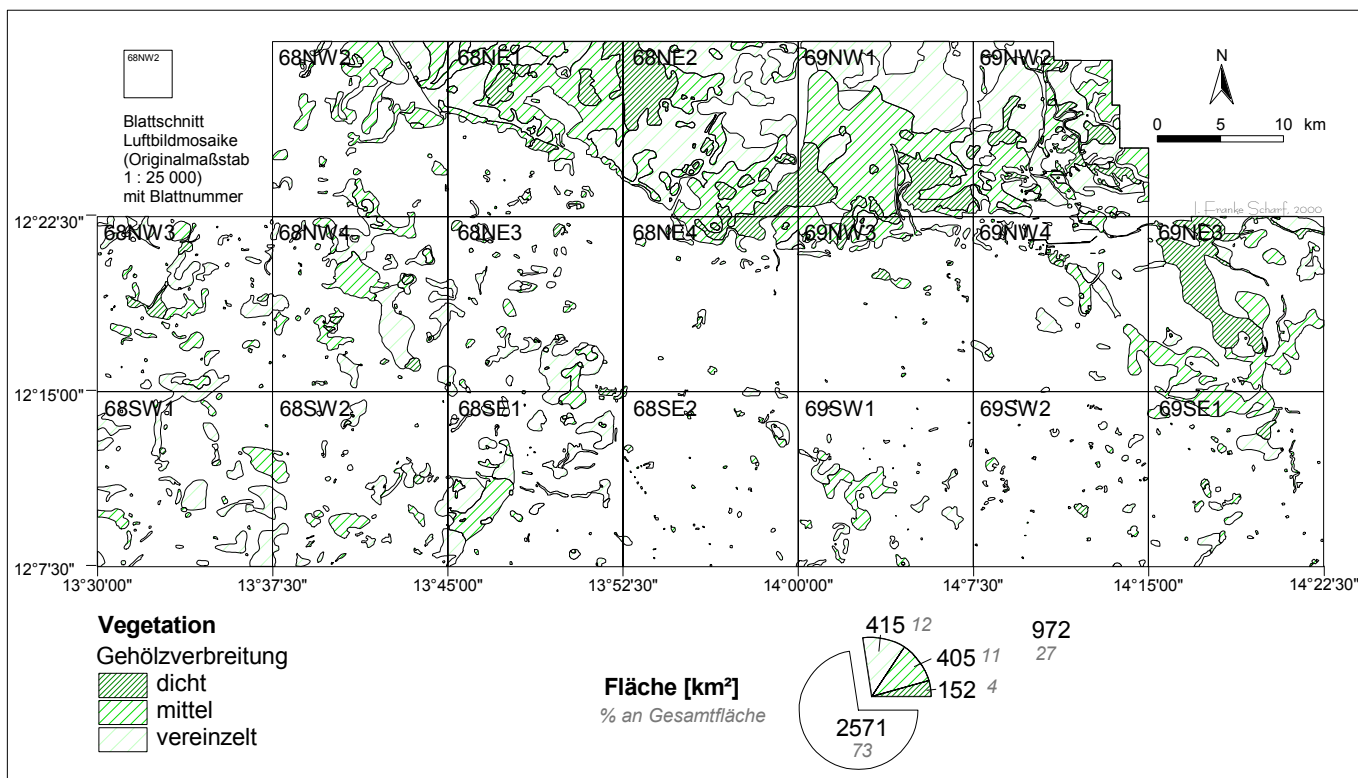 68NW2
Blattschnitt
Luftbildmosaike
(Originalmaßstab
1 : 25 000)
mit Blattnummer
68NW2
68NE1
68NE2
69NW1
69NW2
N
0 5 10 km
I. Franke Scharf, 2000
12°22'30"
68NW3
68NW4
68NE3
68NE4
69NW3
69NW4
69NE3
12°15'00"
68SW1
68SW2
68SE1
68SE2
69SW1
69SW2
69SE1
12°7'30"
13°30'00" 13°37'30" 13°45'00" 13°52'30" 14°00'00" 14°7'30" 14°15'00" 14°22'30"
Vegetation
Gehölzverbreitung
dicht
mittel
vereinzelt
Fläche [km²]
% an Gesamtfläche
415 12
405 11
152 4
2571
73
972
27